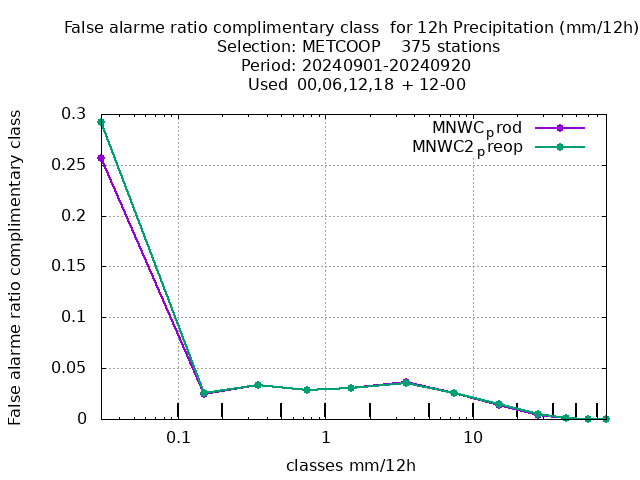 False alarme ratio complimentary class  for 12h Precipitation (mm/12h)
Selection: METCOOP    375 stations
Period: 20240901-20240920
Used  00,06,12,18 + 12-00
False alarme ratio complimentary class
0.3
0.25
0.2
0.15
0.1
0.05
0
MNWCprod
MNWC2preop
0.1
1
10
classes mm/12h